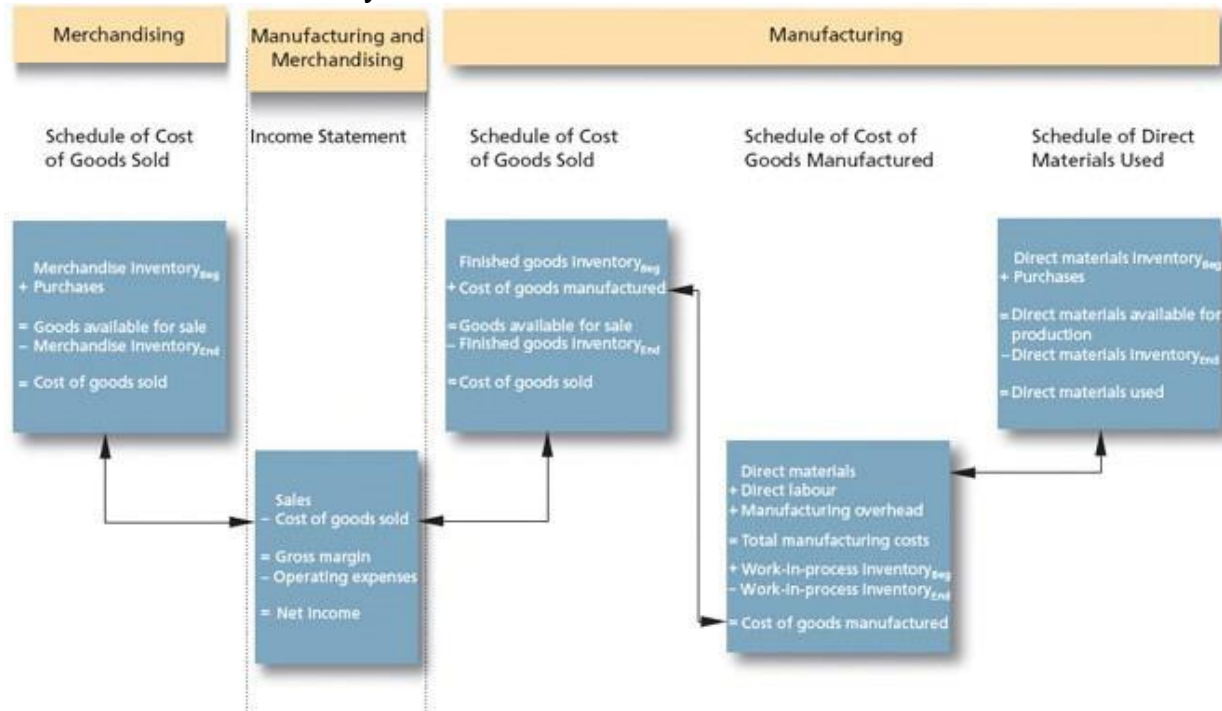 Merchandising
Manufacturing and
Merchandising
Manufacturing
Schedule of Cost
of Goods Sold
Income Statement
Schedule of Cost
of Goods Sold
Schedule of Cost of
Goods Manufactured
Schedule of Direct
Materials Used
Merchandise Inventory Beg
+ Purchases
= Goods available for sale
– Merchandise Inventory End
= Cost of goods sold
Sales
– Cost of goods sold
= Gross margin
– Operating expenses
= Net Income
Finished goods Inventory Beg
+ Cost of goods manufactured
= Goods available for sale
– Finished goods Inventory End
= Cost of goods sold
Direct materials
+ Direct labour
+ Manufacturing overhead
= Total manufacturing costs
+ Work-In-process Inventory Beg
– Work-In-process Inventory End
= Cost of goods manufactured
Direct materials Inventory Beg
+ Purchases
= Direct materials available for
production
– Direct materials Inventory End
= Direct materials used